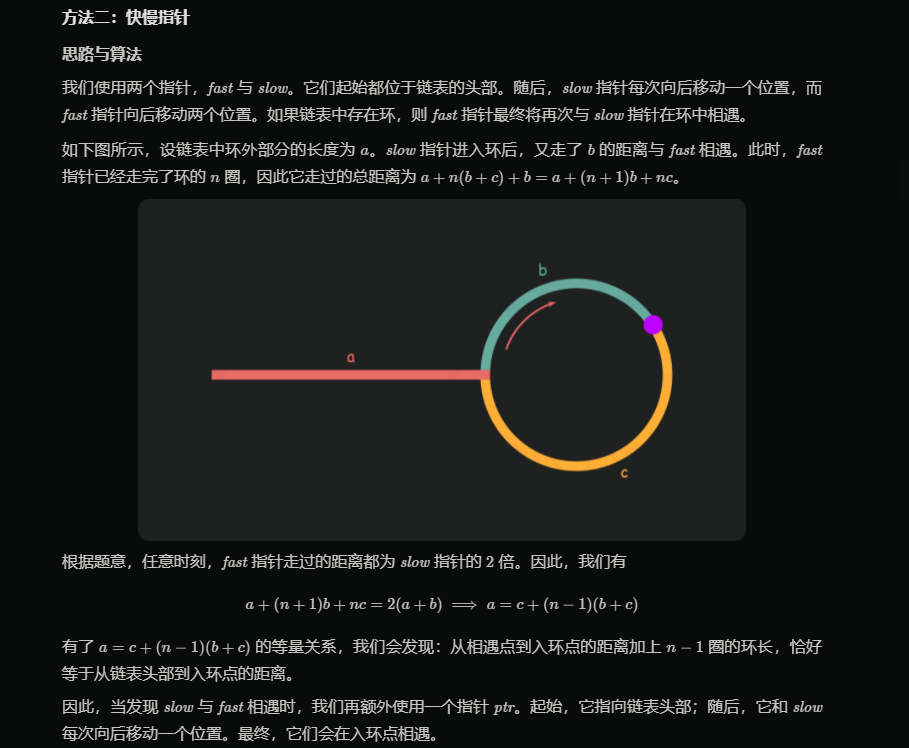 方法二：快慢指针
思路与算法
我们使用两个指针，fast 与 slow。它们起始都位于链表的头部。随后，slow 指针每次向后移动一个位置，而
fast 指针向后移动两个位置。如果链表中存在环，则 fast 指针最终将再次与 slow 指针在环中相遇。
如下图所示，设链表中环外部分的长度为 a。slow 指针进入环后，又走了 b 的距离与 fast 相遇。此时，fast
指针已经走完了环的 n 圈，因此它走过的总距离为 a + n(b + c) + b = a + (n + 1)b + nc。
b
a
c
根据题意，任意时刻，fast 指针走过的距离都为 slow 指针的 2 倍。因此，我们有
a + (n + 1)b + nc = 2(a + b) ⟹ a = c + (n − 1)(b + c)
有了 a = c + (n − 1)(b + c) 的等量关系，我们会发现：从相遇点到入环点的距离加上 n − 1 圈的环长，恰好
等于从链表头部到入环点的距离。
因此，当发现 slow 与 fast 相遇时，我们再额外使用一个指针 ptr。起始，它指向链表头部；随后，它和 slow
每次向后移动一个位置。最终，它们会在入环点相遇。